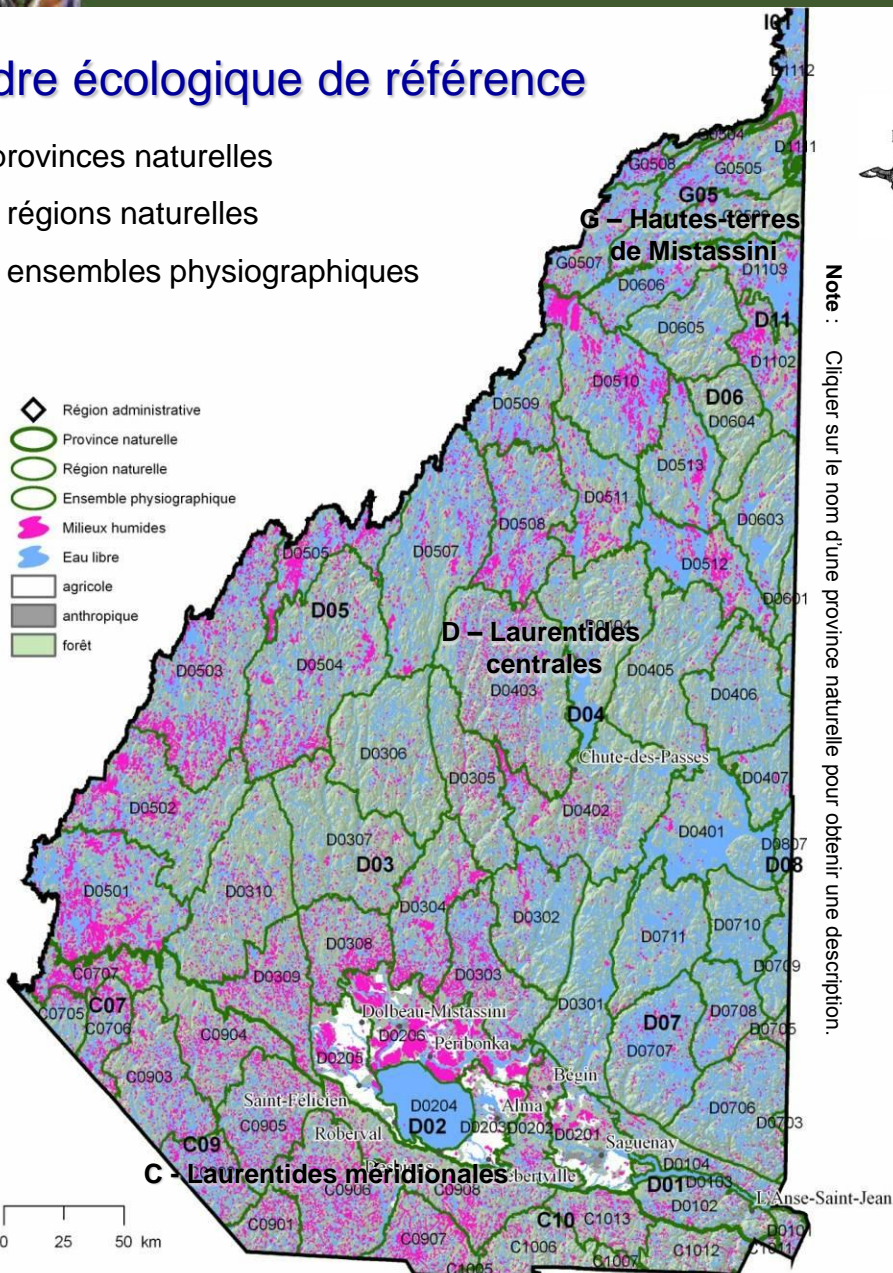 dre écologique de référence
provinces naturelles
régions naturelles
ensembles physiographiques
Région administrative
Province naturelle
Région naturelle
Ensemble physiographique
Milieux humides
Eau libre
agricole
anthropique
forêt
Note : Cliquer sur le nom d'une province naturelle pour obtenir une description.
I01
D1112
D1111
G0504
G0508
G0505
G05
G – Hautes-terres
de Mistassini
G0507
D1103
D0606
D0605
D11
D1102
D0510
D06
D0509
D0604
D0513
D0511
D0603
D0508
D0505
D0507
D0512
D0601
D05
D – Laurentides
centrales
D0504
D0503
D0405
D0403
D0406
D04
D0306
Chute-des-Passes
D0305
D0407
D0502
D0402
D0401
D0307
D0807
D03
D08
D0501
D0310
D0304
D0302
D0308
D0711
D0710
C0707
D0309
D0303
D0709
C0705
C07
D0301
D0708
Dolbeau-Mistassini
D07
C0706
C0904
D0206
Péribonka
D0705
D0205
D0707
C0903
Bégin
Saint-Félicien
D0204
Alma
D0706
C0905
D02
D0203
D0202
D0201
D0703
Roberval
Saguenay
C09
D0104
C - Laurentides méridionales
ebertville
D01
D0103
C0906
C0908
D0102
L'Anse-Saint-Jean
C0901
C10
C1013
C0907
C1006
C1012
D0101
C1011
C1005
C1007
0 25 50 km